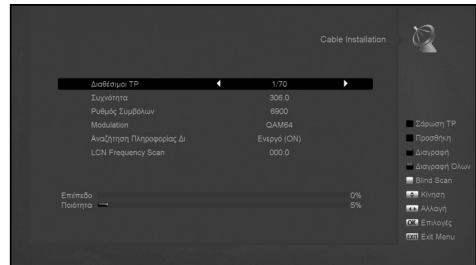 Cable Installation
Διαθέσιμοι TP 1/70
Συχνότητα 306.0
Ρυθμός Συμβόλων 6900
Modulation QAM64
Αναζήτηση Πληροφορίας Δι Ενεργό (ON)
LCN Frequency Scan 000.0
Επίπεδο 0%
Ποιότητα 5%
Σάρωση TP
Προσθήκη
Διαγραφή
Διαγραφή Όλων
Blind Scan
Κίνηση
Αλλαγή
OK Επιλογές
EXIT Exit Menu